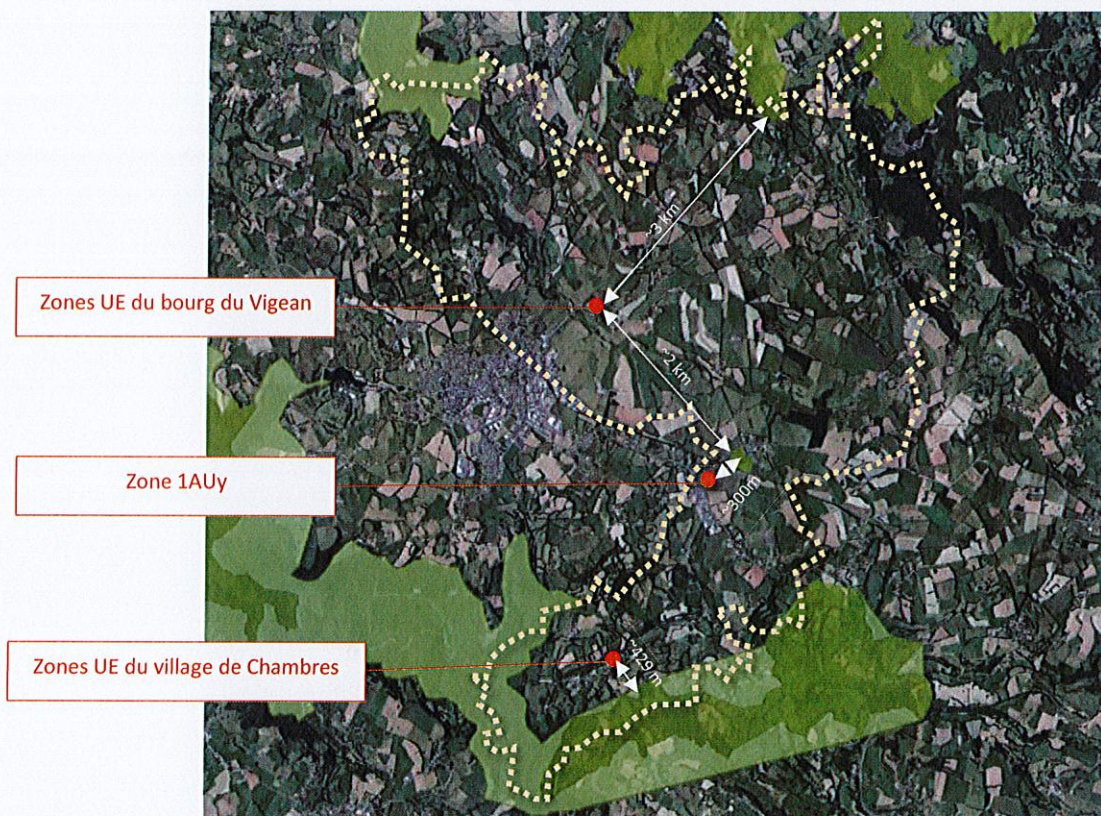 ~3 km
Zones UE du bourg du Vigean
~2 km
Zone 1AUy
~300m
~429 m
Zones UE du village de Chambres